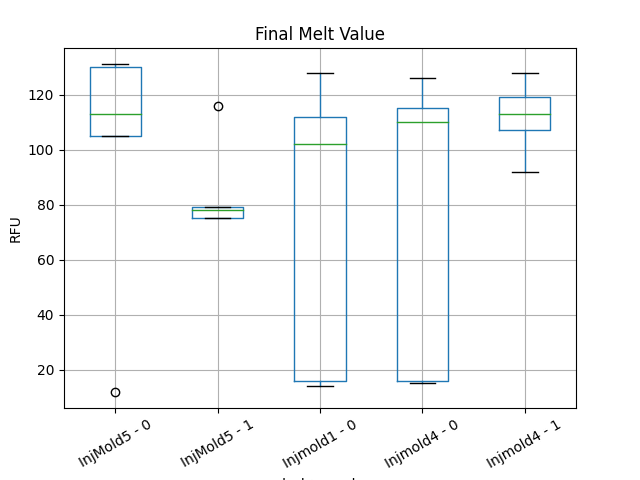 Final Melt Value
RFU
120
100
80
60
40
20
InjMold5 - 0
InjMold5 - 1
Injmold1 - 0
Injmold4 - 0
Injmold4 - 1